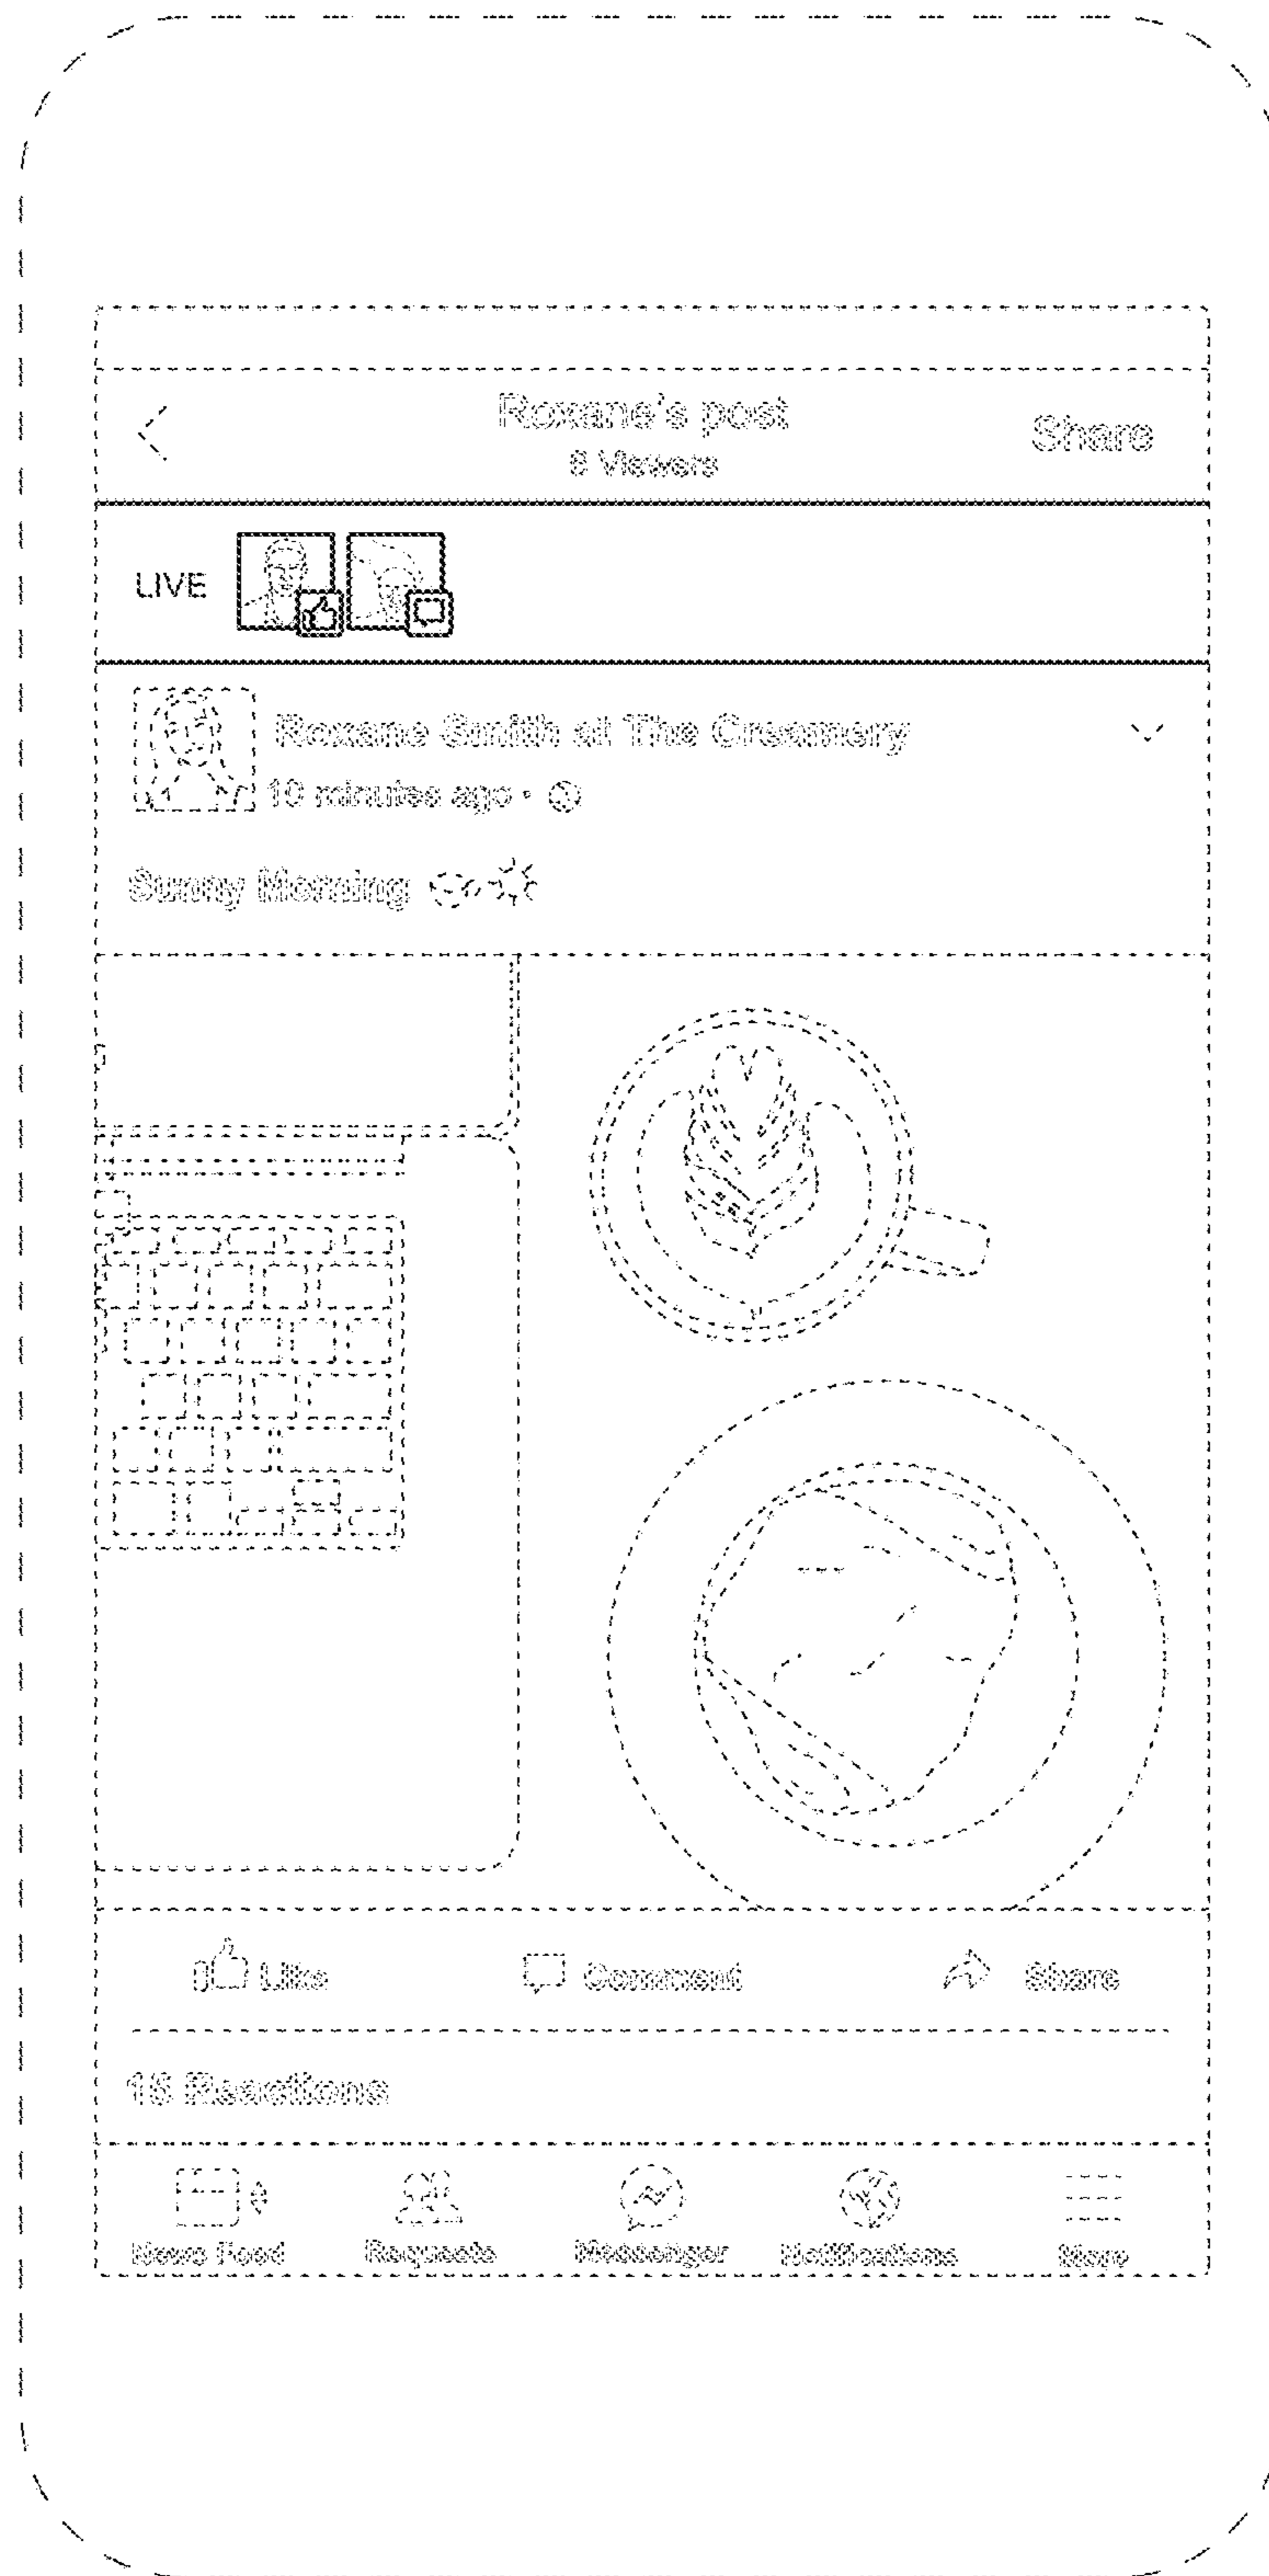 Roxane's post
Share
8 Viewers
LIVE
Roxane Smith at The Creamery
10 minutes ago ·
Sunny Morning
Like Comment Share
16 Reactions
News Feed Requests Messenger Notifications More